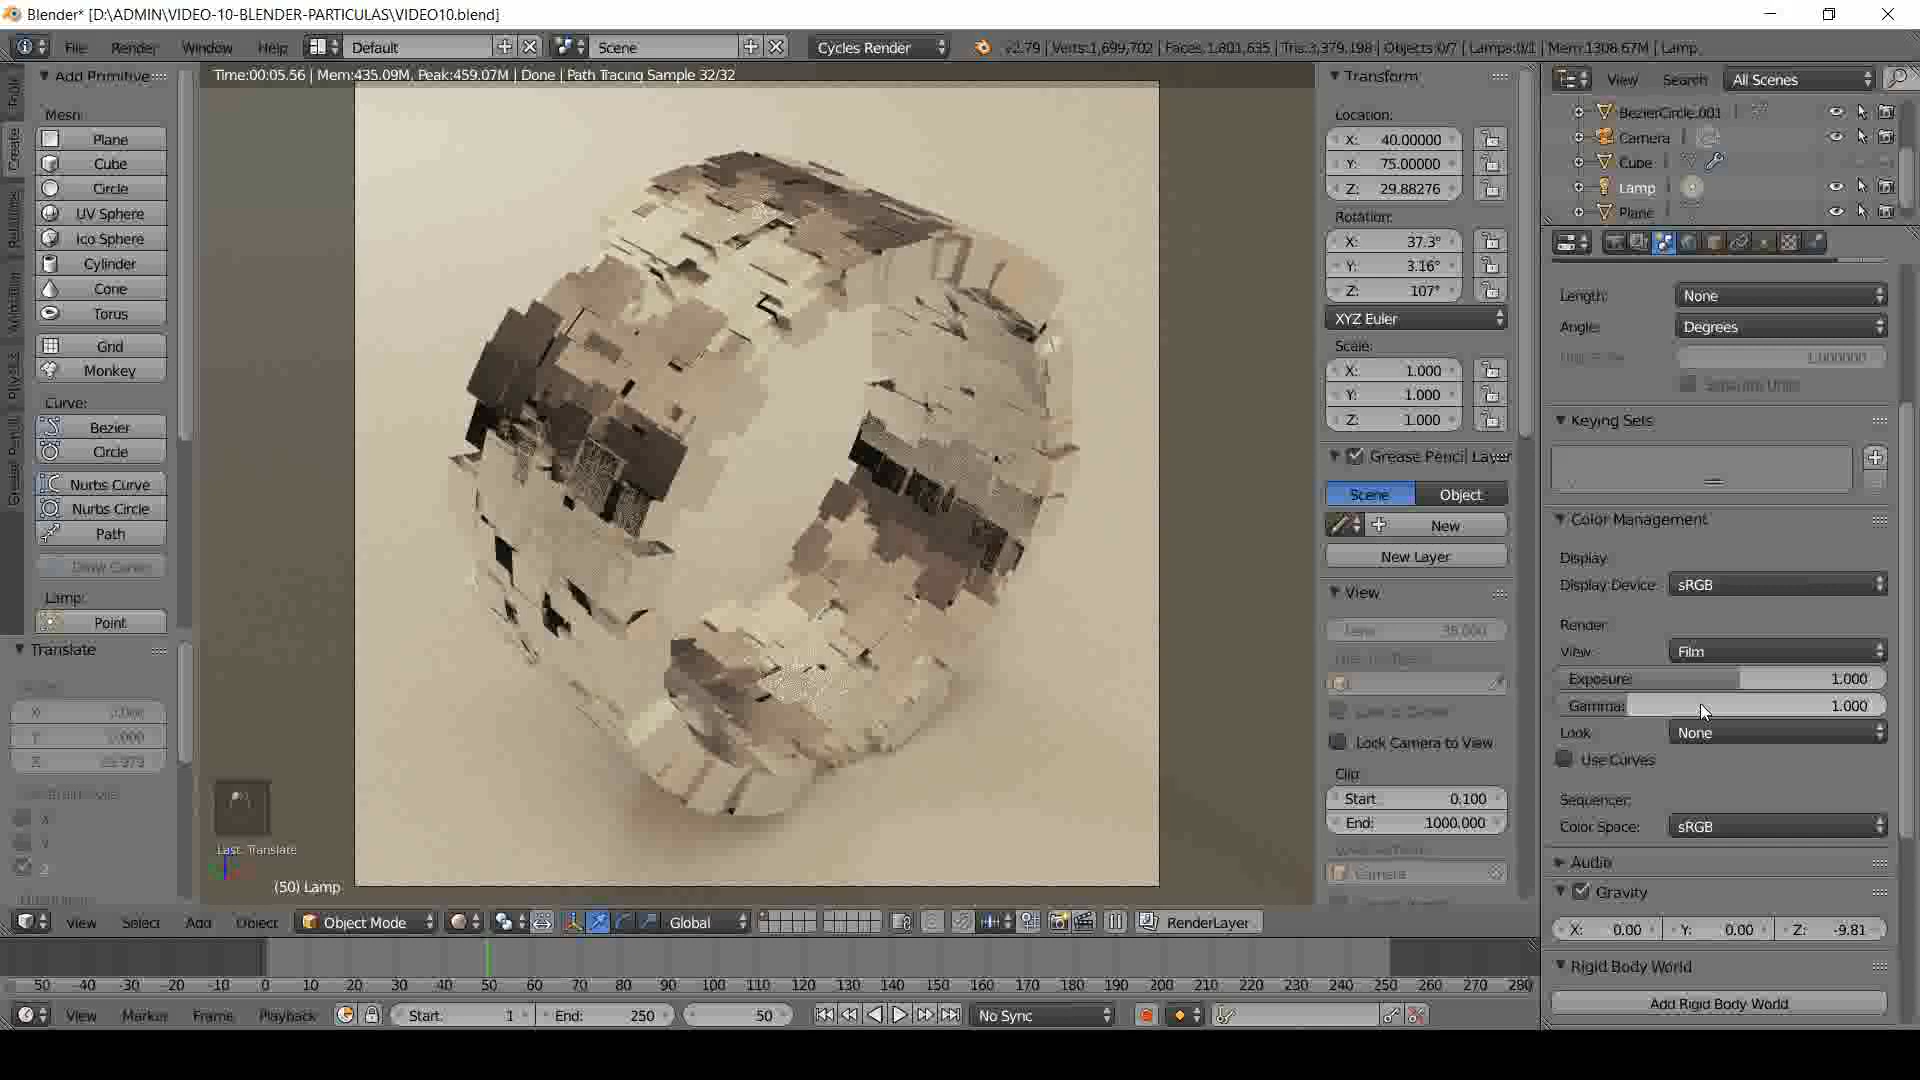 Blender* [D:\ADMIN\VIDEO-10-BLENDER-PARTICULAS\VIDEO10.blend]
File Render Window Help Default Scene Cycles Render v2.79 | Verts:1,699,702 | Faces:1,801,635 | Tris:3,379,198 | Objects:0/7 | Lamps:0/1 | Mem:1308.67M | Lamp
Time:00:05.56 | Mem:435.09M, Peak:459.07M | Done | Path Tracing Sample 32/32
Create
Add Primitive
Mesh:
Plane
Cube
Circle
UV Sphere
Ico Sphere
Cylinder
Cone
Torus
Grid
Monkey
Curve:
Bezier
Circle
Nurbs Curve
Nurbs Circle
Path
Draw Curve
Lamp:
Point
Translate
Z
Last: Translate
(50) Lamp
Transform
Location:
X: 40.00000
Y: 75.00000
Z: 29.88276
Rotation:
X: 37.3°
Y: 3.16°
Z: 107°
XYZ Euler
Scale:
X: 1.000
Y: 1.000
Z: 1.000
Grease Pencil Layer
Scene Object
New
New Layer
View
Lens: 35.000
Lock Camera to View
Clip:
Start: 0.100
End: 1000.000
Camera
View Search All Scenes
BezierCircle.001
Camera
Cube
Lamp
Plane
Length: None
Angle: Degrees
1.000000
Separate Units
Keying Sets
Color Management
Display:
Display Device: sRGB
Render:
View: Film
Exposure: 1.000
Gamma: 1.000
Look: None
Use Curves
Sequencer:
Color Space: sRGB
Audio
Gravity
X: 0.00 Y: 0.00 Z: -9.81
Rigid Body World
Add Rigid Body World
View Select Add Object Object Mode Global RenderLayer
50 -40 -30 -20 -10 0 10 20 30 40 50 60 70 80 90 100 110 120 130 140 150 160 170 180 190 200 210 220 230 240 250 260 270 280
View Marker Frame Playback Start: 1 End: 250 50 No Sync